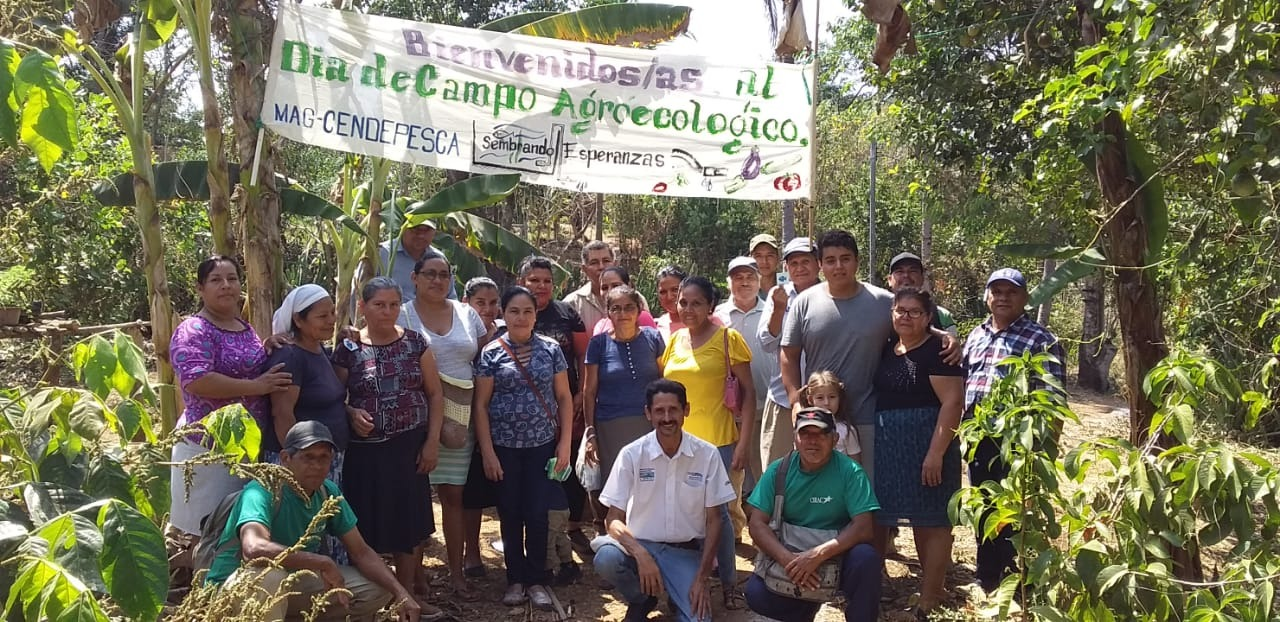 Bienvenidos/as al
Dia de Campo Agroecologico.
MAG-CENDEPESCA Sembrando Esperanzas